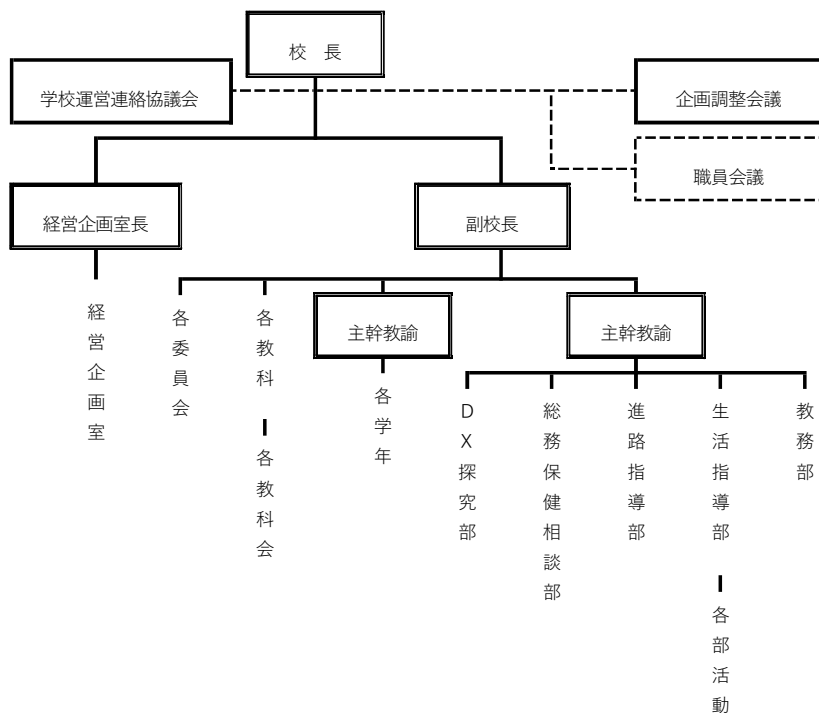 校　長
学校運営連絡協議会
企画調整会議
職員会議
経営企画室長
副校長
主幹教諭
主幹教諭
経営企画室
各委員会
各教科
各教科会
各学年
DX探究部
総務保健相談部
進路指導部
生活指導部
各部活動
教務部